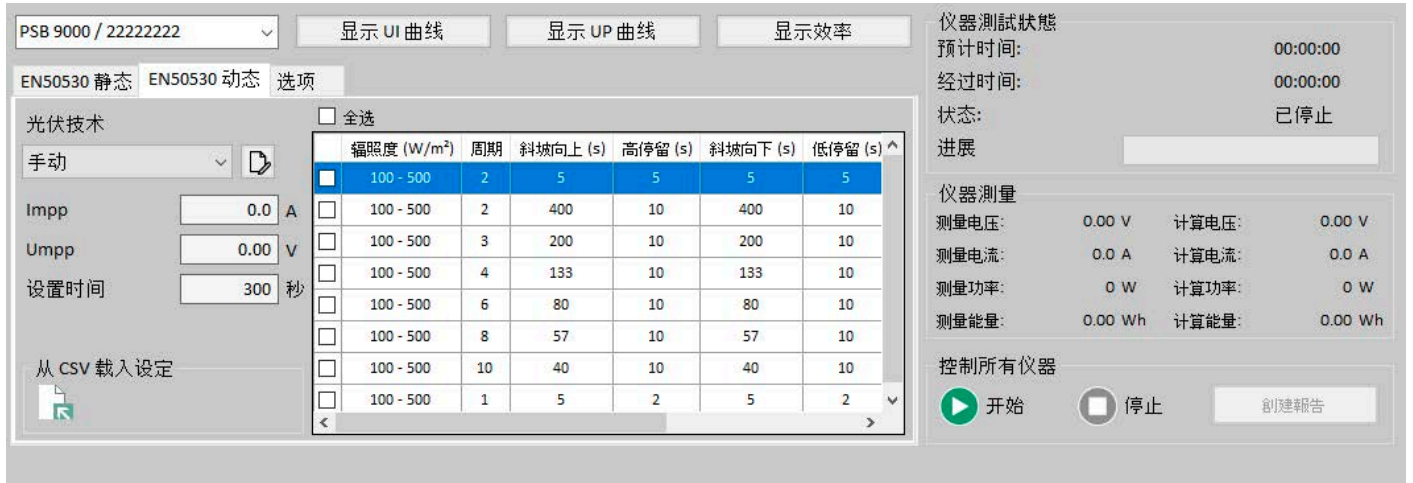 PSB 9000 / 22222222
显示 UI 曲线
显示 UP 曲线
显示效率
EN50530 静态
EN50530 动态
选项
光伏技术
手动
Impp 0.0 A
Umpp 0.00 V
设置时间 300 秒
从 CSV 载入设定
全选
辐照度 (W/m²) 周期 斜坡向上 (s) 高停留 (s) 斜坡向下 (s) 低停留 (s)
100 - 500 2 5 5 5 5
100 - 500 2 400 10 400 10
100 - 500 3 200 10 200 10
100 - 500 4 133 10 133 10
100 - 500 6 80 10 80 10
100 - 500 8 57 10 57 10
100 - 500 10 40 10 40 10
100 - 500 1 5 2 5 2
仪器测試狀態
预计时间: 00:00:00
经过时间: 00:00:00
状态: 已停止
进展
仪器测量
测量电压: 0.00 V 计算电压: 0.00 V
测量电流: 0.0 A 计算电流: 0.0 A
测量功率: 0 W 计算功率: 0 W
测量能量: 0.00 Wh 计算能量: 0.00 Wh
控制所有仪器
开始
停止
創建報告